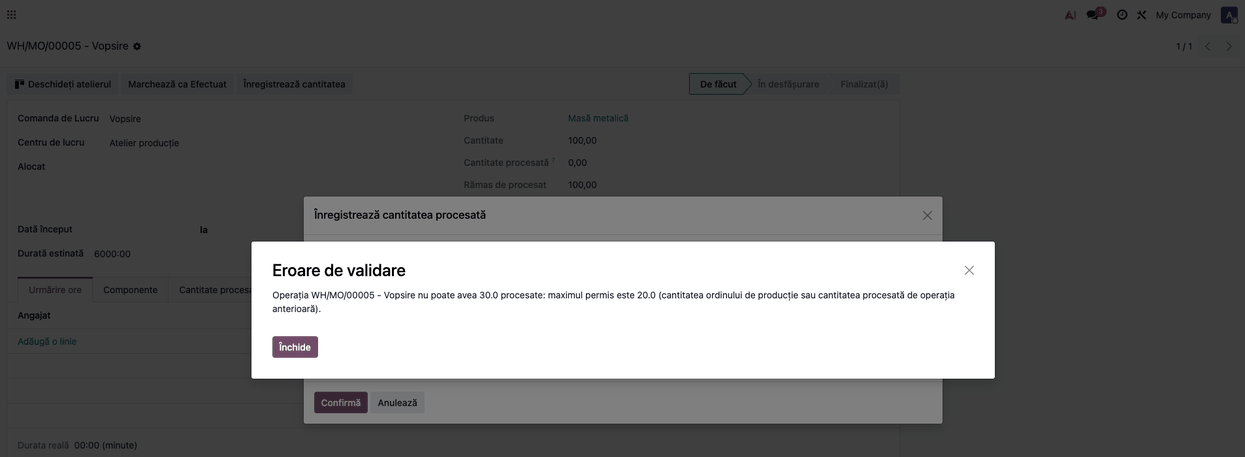 AI My Company A
WH/MO/00005 - Vopsire 1 / 1
Deschideți atelierul Marchează ca Efectuat Înregistrează cantitatea De făcut În desfășurare Finalizat(ă)
Comanda de Lucru Vopsire Produs Masă metalică
Centru de lucru Atelier producție Cantitate 100,00
Alocat Cantitate procesată ? 0,00
Rămas de procesat 100,00
Înregistrează cantitatea procesată
Dată început la
Durată estinată 6000:00
Eroare de validare
Operația WH/MO/00005 - Vopsire nu poate avea 30.0 procesate: maximul permis este 20.0 (cantitatea ordinului de producție sau cantitatea procesată de operația
anterioară).
Închide
Urmărire ore Componente Cantitate proces
Angajat
Adăugă o linie
Confirmă Anulează
Durata reală 00:00 (minute)